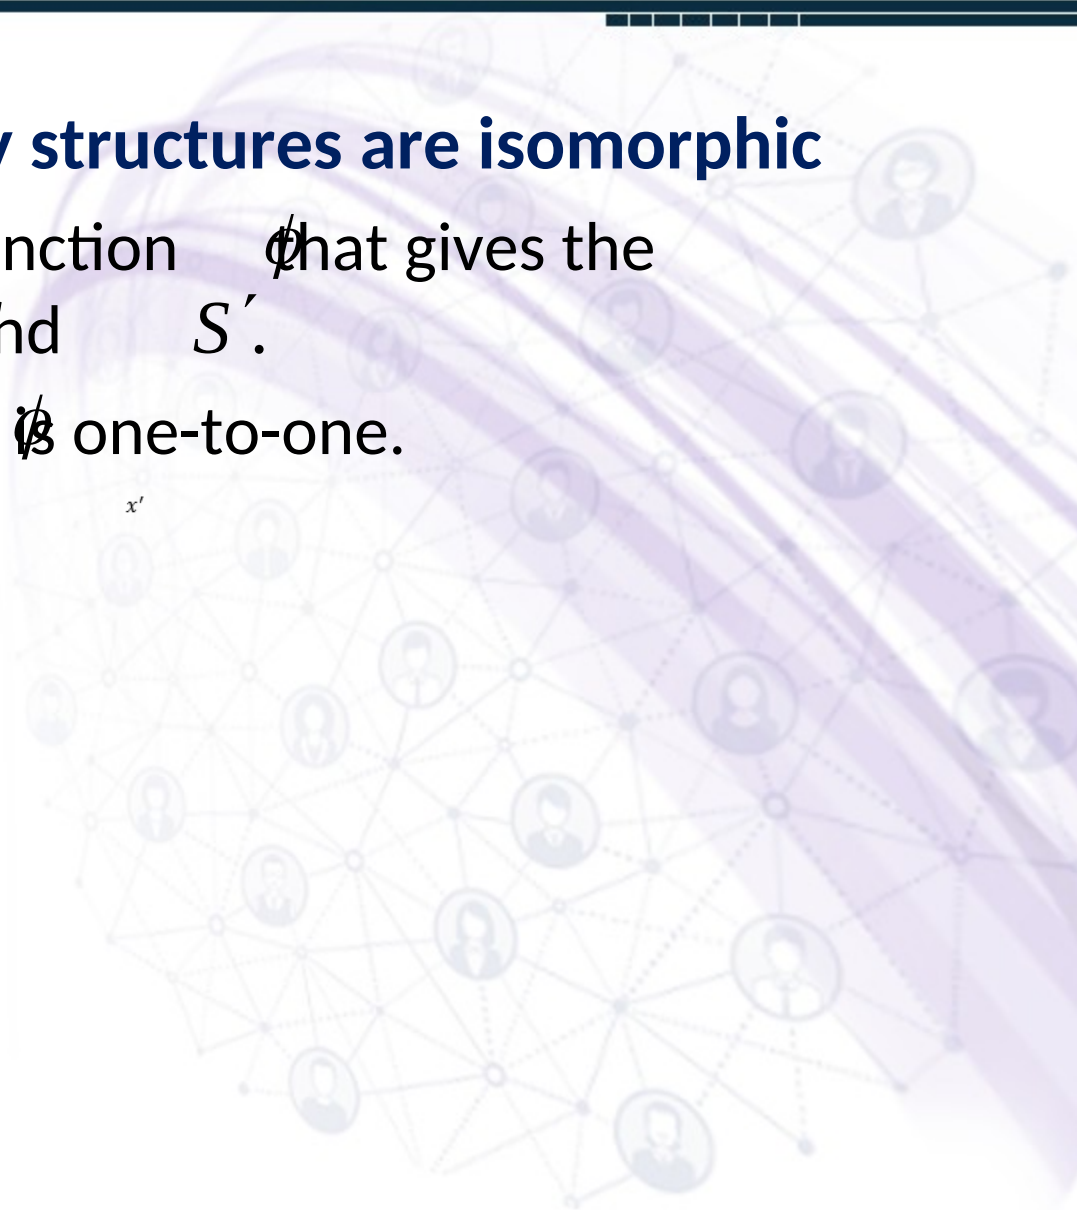 y structures are isomorphic
nction ϕ that gives the
nd S′.
ϕ is one-to-one.
x′